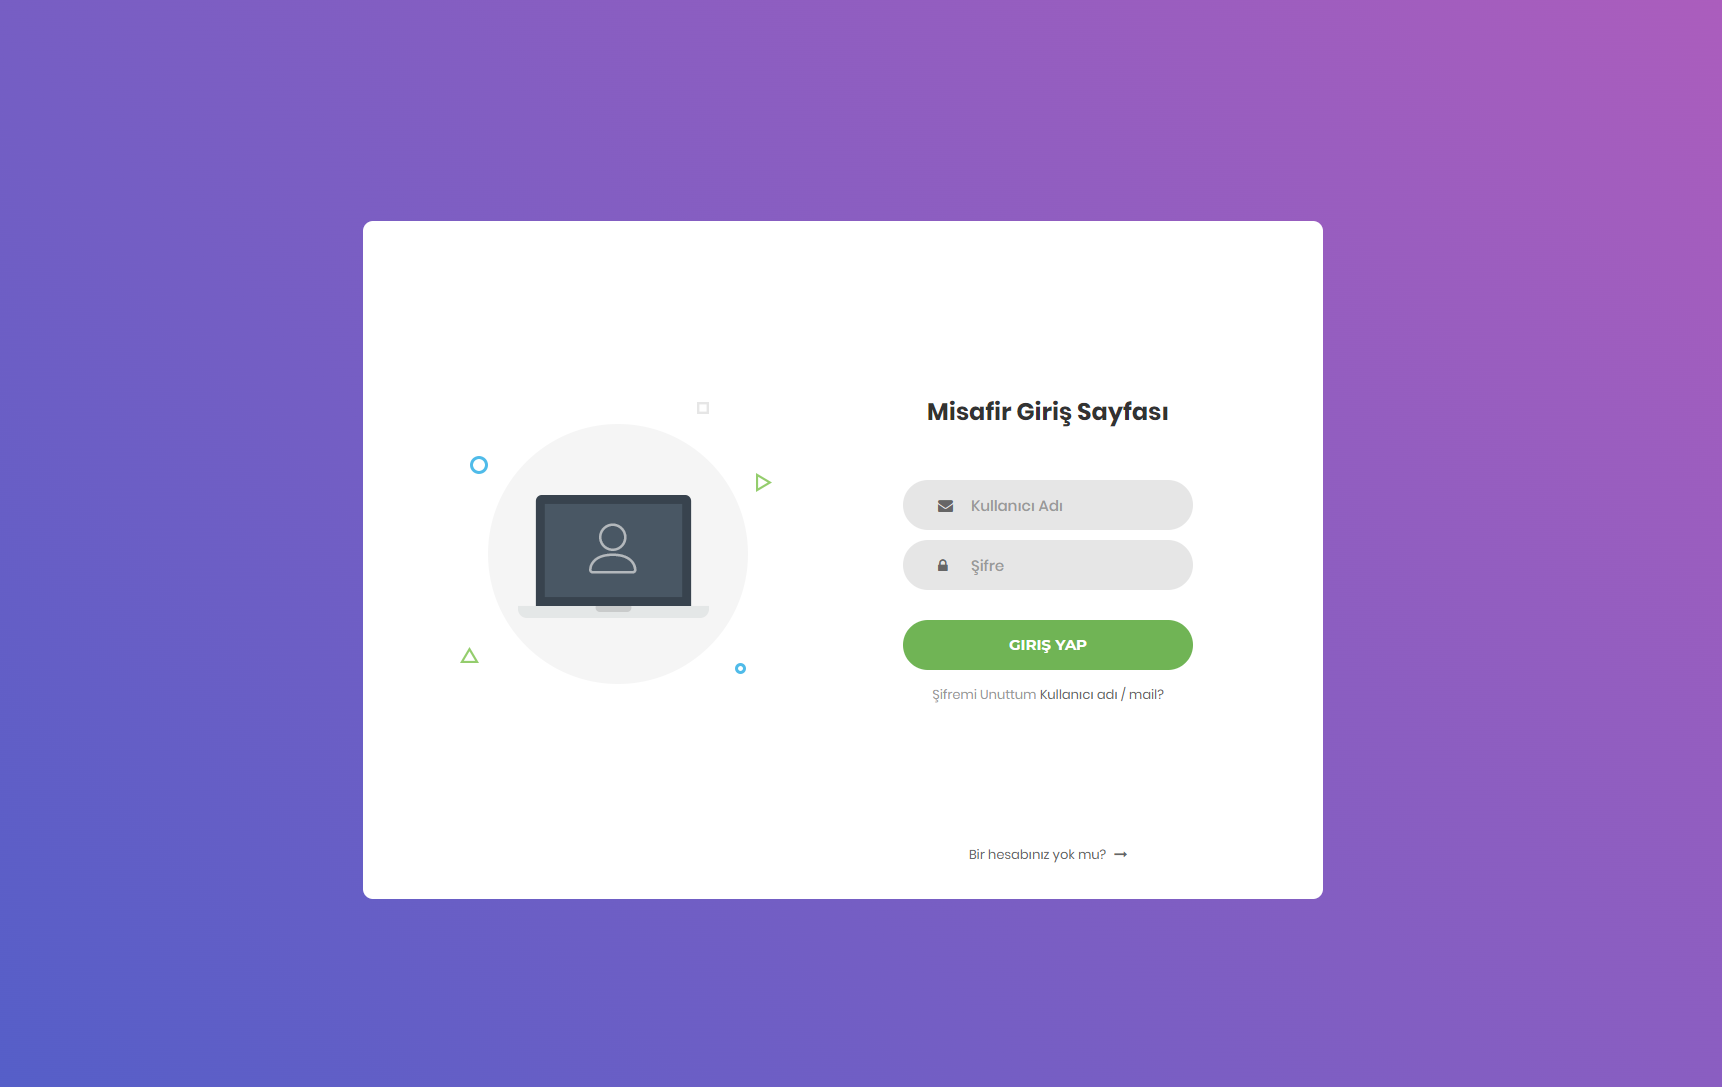 Misafir Giriş Sayfası
Kullanıcı Adı
Şifre
GIRIŞ YAP
Şifremi Unuttum Kullanıcı adı / mail?
Bir hesabınız yok mu?